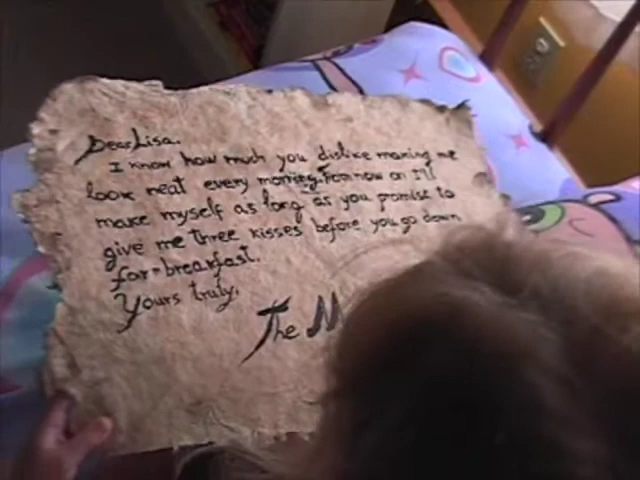 Dear Lisa.
I know how much you dislike making me
look neat every morning. From now on I'll
make myself as long as you promise to
give me three kisses before you go down
for-breakfast.
Yours truly.
The